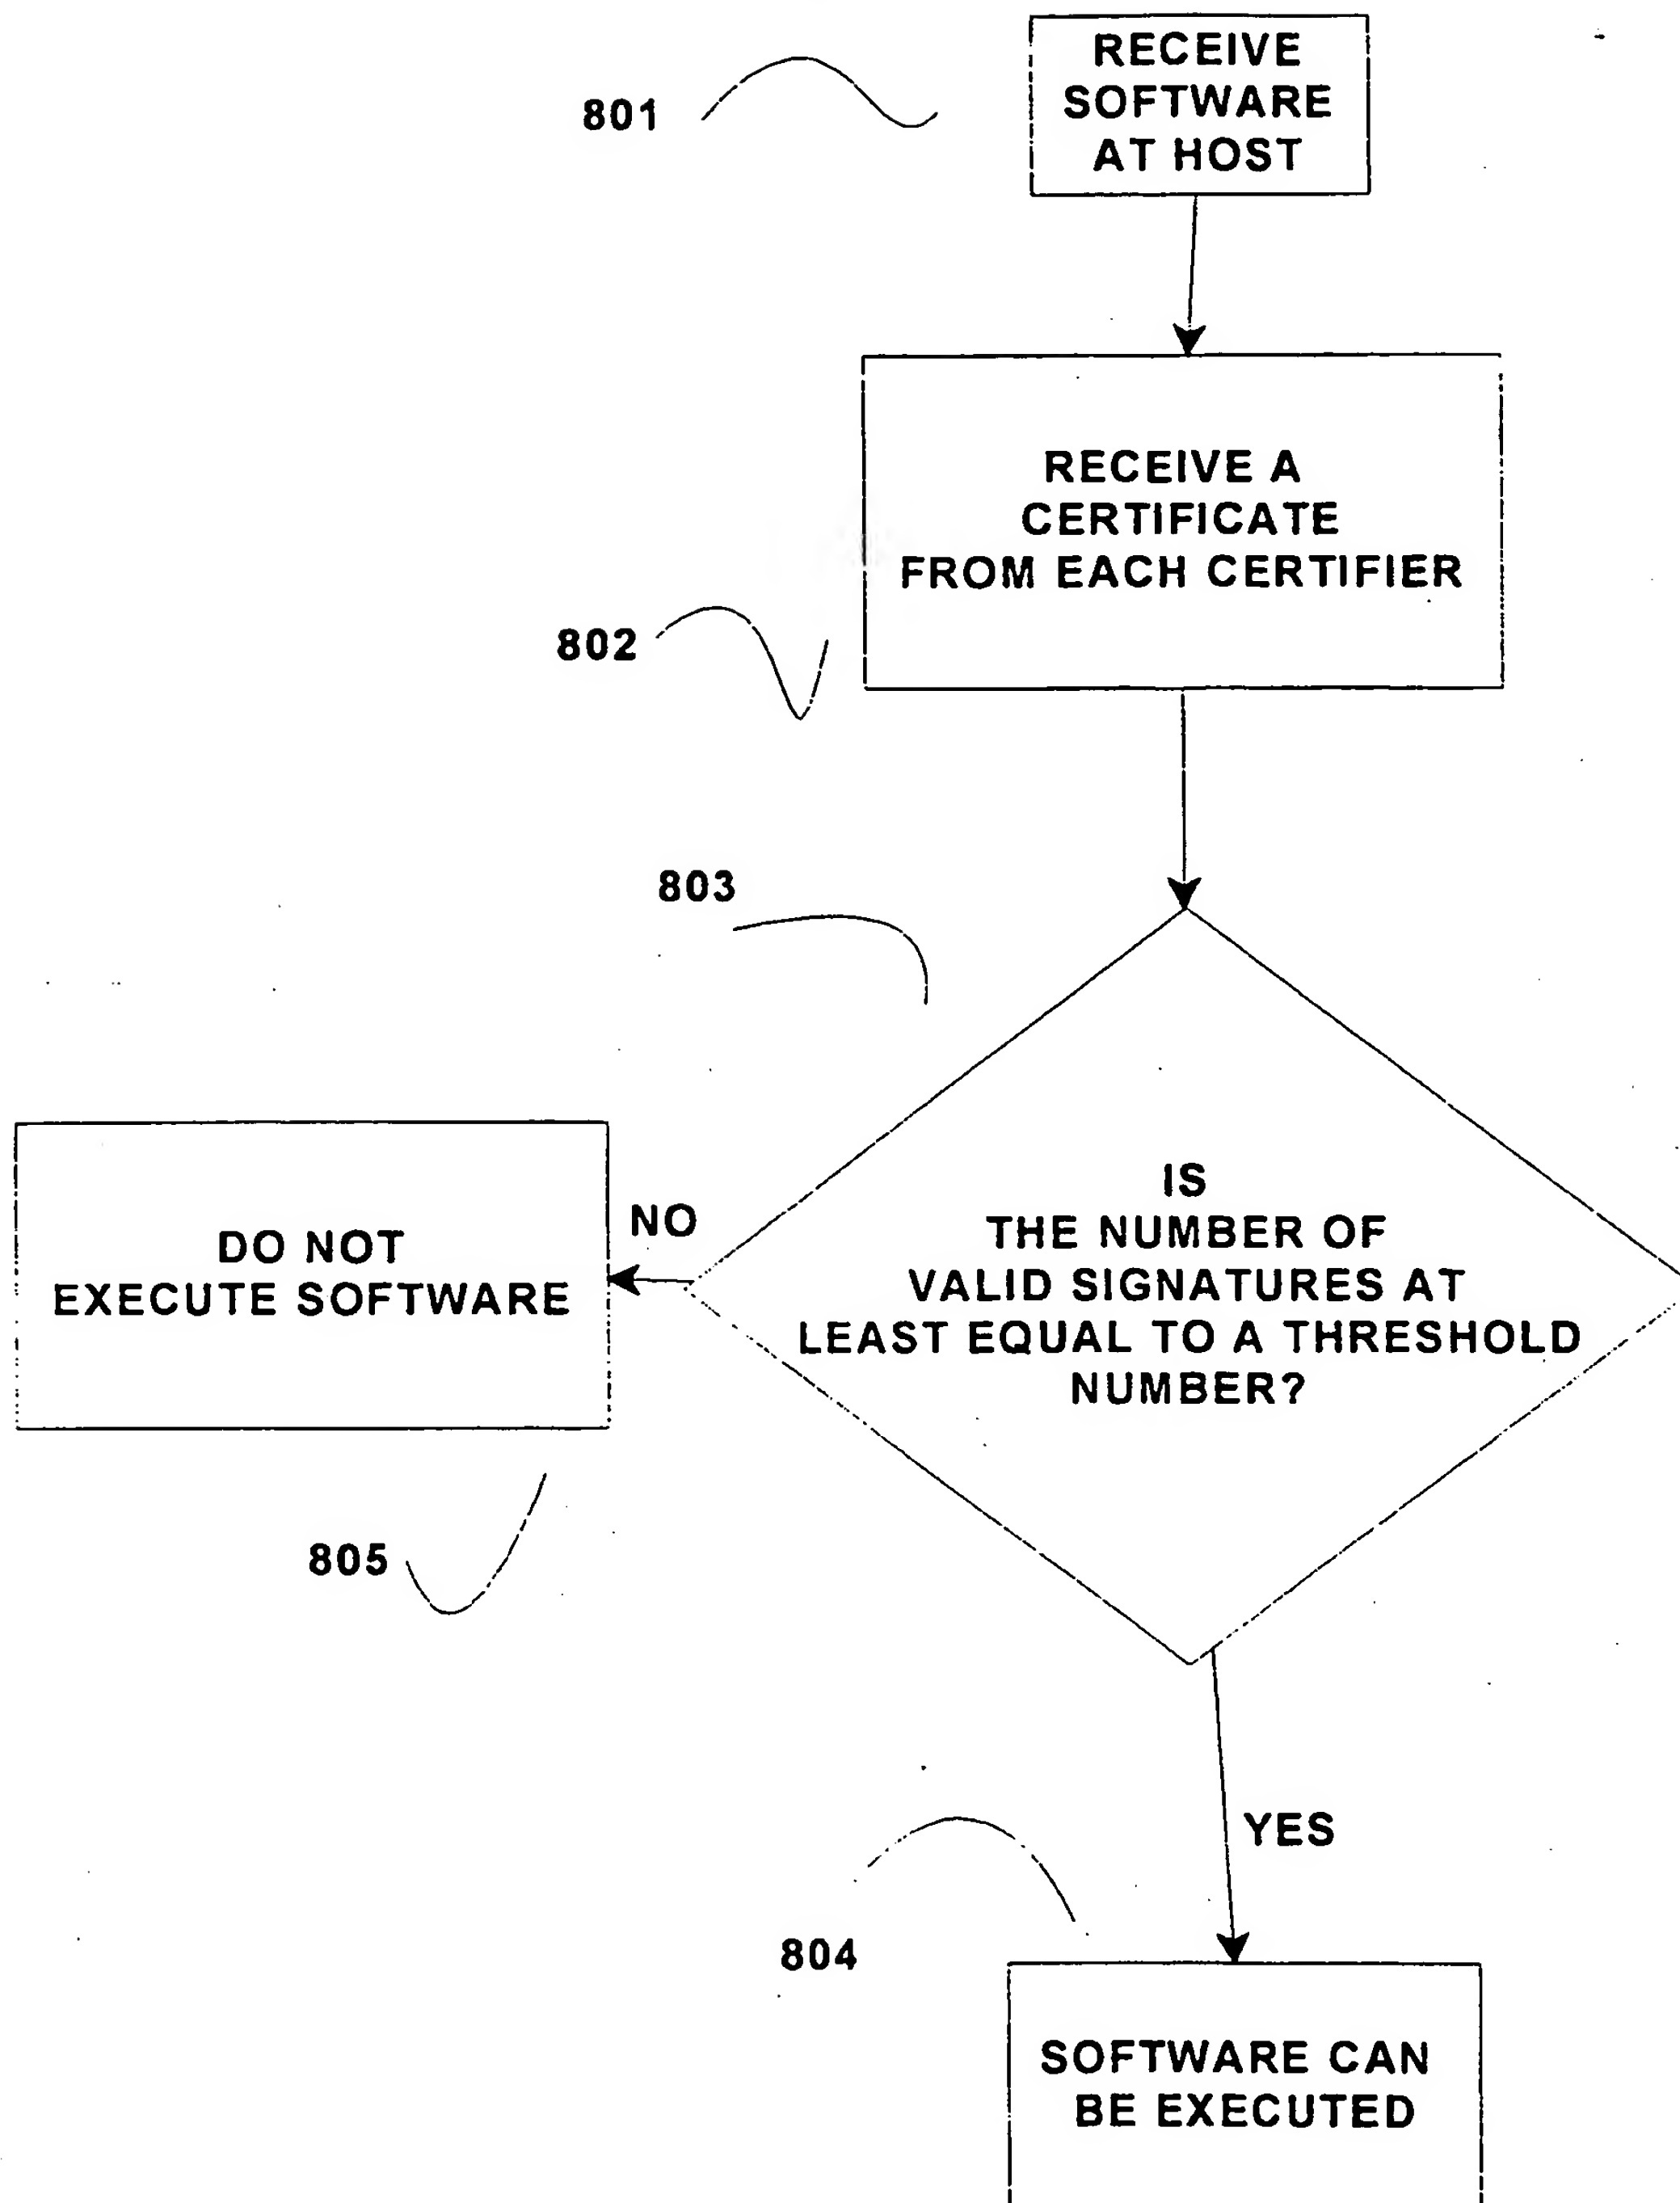 RECEIVE
SOFTWARE
AT HOST
801
RECEIVE A
CERTIFICATE
FROM EACH CERTIFIER
802
803
IS
THE NUMBER OF
VALID SIGNATURES AT
LEAST EQUAL TO A THRESHOLD
NUMBER?
NO
DO NOT
EXECUTE SOFTWARE
805
YES
804
SOFTWARE CAN
BE EXECUTED